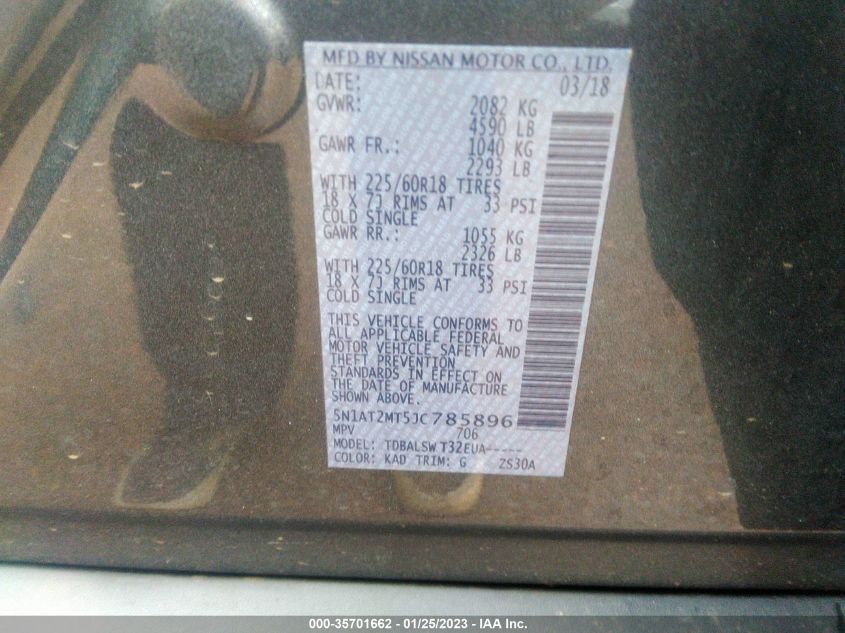 MFD BY NISSAN MOTOR CO., LTD.
DATE: 03/18
GVWR: 2082 KG
4590 LB
GAWR FR.: 1040 KG
2293 LB
WITH 225/60R18 TIRES
18 X 7J RIMS AT 33 PSI
COLD SINGLE
GAWR RR.: 1055 KG
2326 LB
WITH 225/60R18 TIRES
18 X 7J RIMS AT 33 PSI
COLD SINGLE
THIS VEHICLE CONFORMS TO
ALL APPLICABLE FEDERAL
MOTOR VEHICLE SAFETY AND
THEFT PREVENTION
STANDARDS IN EFFECT ON
THE DATE OF MANUFACTURE
SHOWN ABOVE.
5N1AT2MT5JC785896
MPV 706
MODEL: TDBALSW T32EUA-----
COLOR: KAD TRIM: G ZS30A
000-35701662 - 01/25/2023 - IAA Inc.